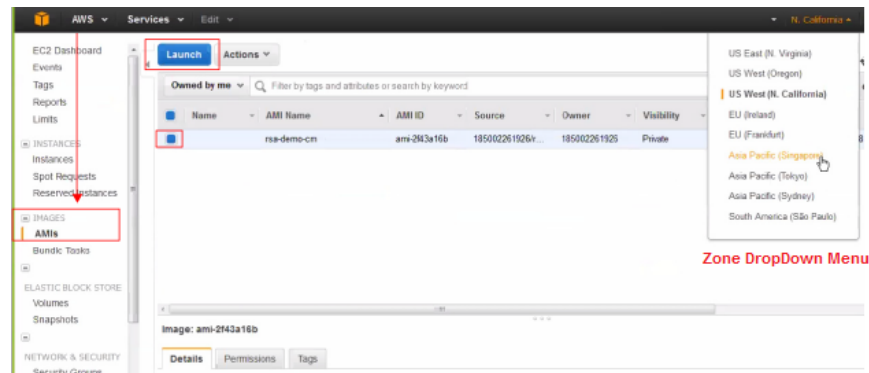 AWS Services Edit N. California
EC2 Dashboard
Events
Tags
Reports
Limits
INSTANCES
Instances
Spot Requests
Reserved Instances
IMAGES
AMIs
Bundle Tasks
ELASTIC BLOCK STORE
Volumes
Snapshots
NETWORK & SECURITY
Security Groups
Launch Actions
Owned by me Filter by tags and attributes or search by keyword
Name AMI Name AMI ID Source Owner Visibility
rsa-demo-cm ami-2f43a16b 185002261926/r... 185002261926 Private
Image: ami-2f43a16b
Details Permissions Tags
US East (N. Virginia)
US West (Oregon)
US West (N. California)
EU (Ireland)
EU (Frankfurt)
Asia Pacific (Singapore)
Asia Pacific (Tokyo)
Asia Pacific (Sydney)
South America (São Paulo)
Zone DropDown Menu